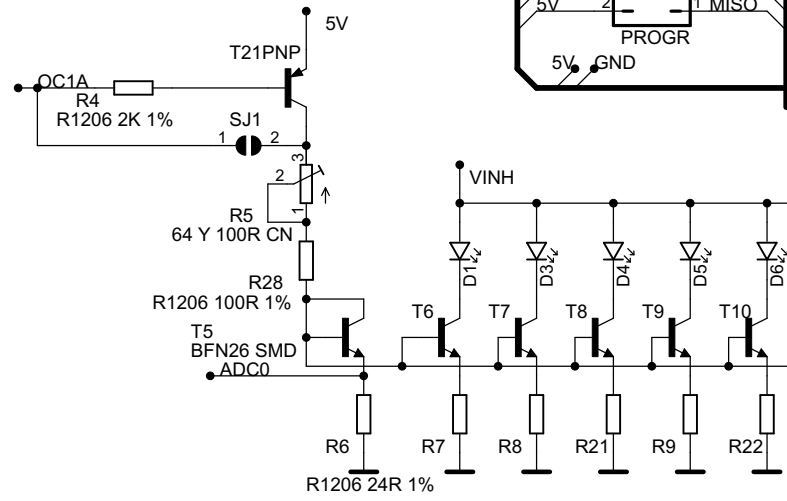 5V
T21PNP
OC1A
R4
R1206 2K 1%
SJ1
1
2
3
2
1
R5
64 Y 100R CN
R28
R1206 100R 1%
T5
BFN26 SMD
ADC0
R6
R1206 24R 1%
5V
2
1
MISO
PROGR
5V
GND
VINH
D1
D3
D4
D5
D6
T6
T7
T8
T9
T10
R7
R8
R21
R9
R22